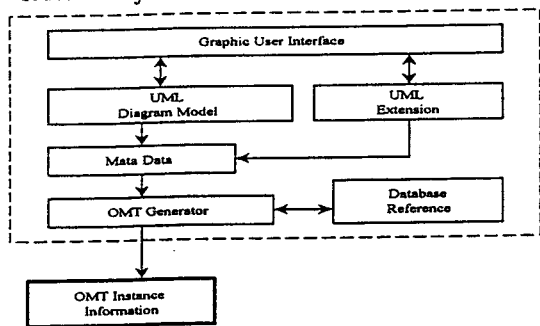 Graphic User Interface
UML
Diagram Model
UML
Extension
Mata Data
OMT Generator
Database
Reference
OMT Instance
Information